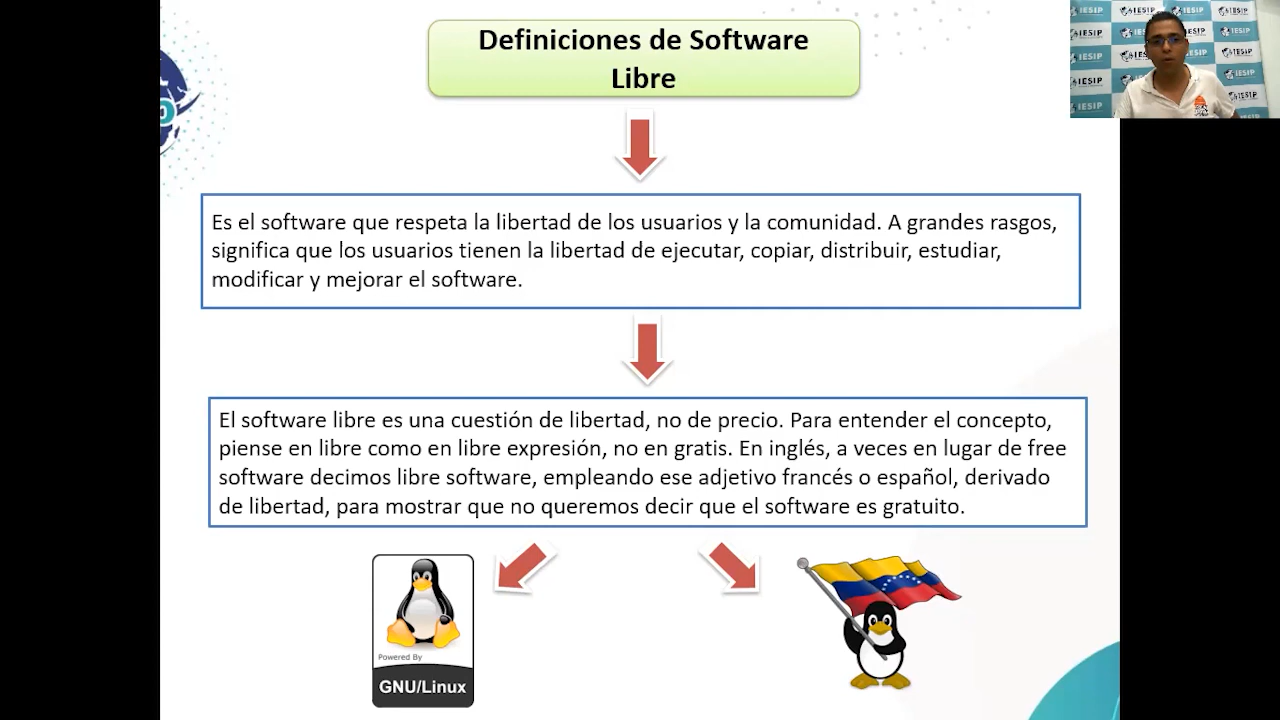 Definiciones de Software
Libre
IESIP
Es el software que respeta la libertad de los usuarios y la comunidad. A grandes rasgos,
significa que los usuarios tienen la libertad de ejecutar, copiar, distribuir, estudiar,
modificar y mejorar el software.
El software libre es una cuestión de libertad, no de precio. Para entender el concepto,
piense en libre como en libre expresión, no en gratis. En inglés, a veces en lugar de free
software decimos libre software, empleando ese adjetivo francés o español, derivado
de libertad, para mostrar que no queremos decir que el software es gratuito.
Powered By
GNU/Linux